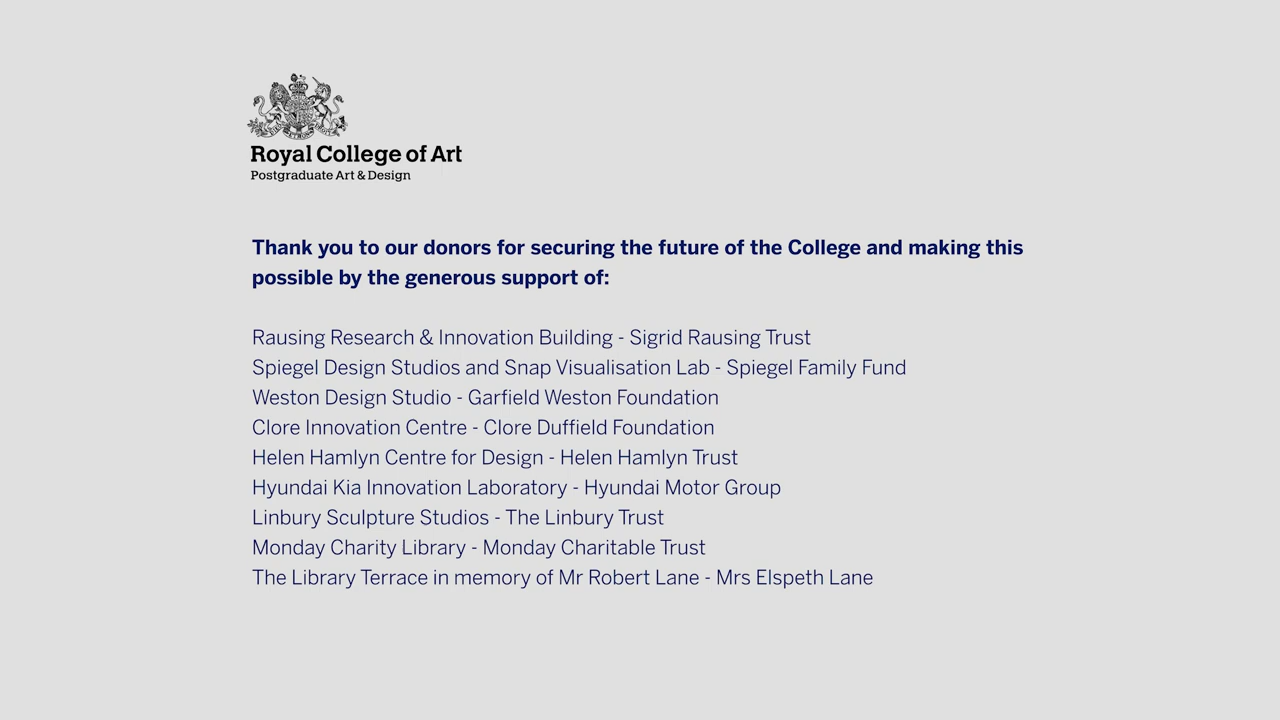 Royal College of Art
Postgraduate Art & Design
Thank you to our donors for securing the future of the College and making this
possible by the generous support of:
Rausing Research & Innovation Building - Sigrid Rausing Trust
Spiegel Design Studios and Snap Visualisation Lab - Spiegel Family Fund
Weston Design Studio - Garfield Weston Foundation
Clore Innovation Centre - Clore Duffield Foundation
Helen Hamlyn Centre for Design - Helen Hamlyn Trust
Hyundai Kia Innovation Laboratory - Hyundai Motor Group
Linbury Sculpture Studios - The Linbury Trust
Monday Charity Library - Monday Charitable Trust
The Library Terrace in memory of Mr Robert Lane - Mrs Elspeth Lane